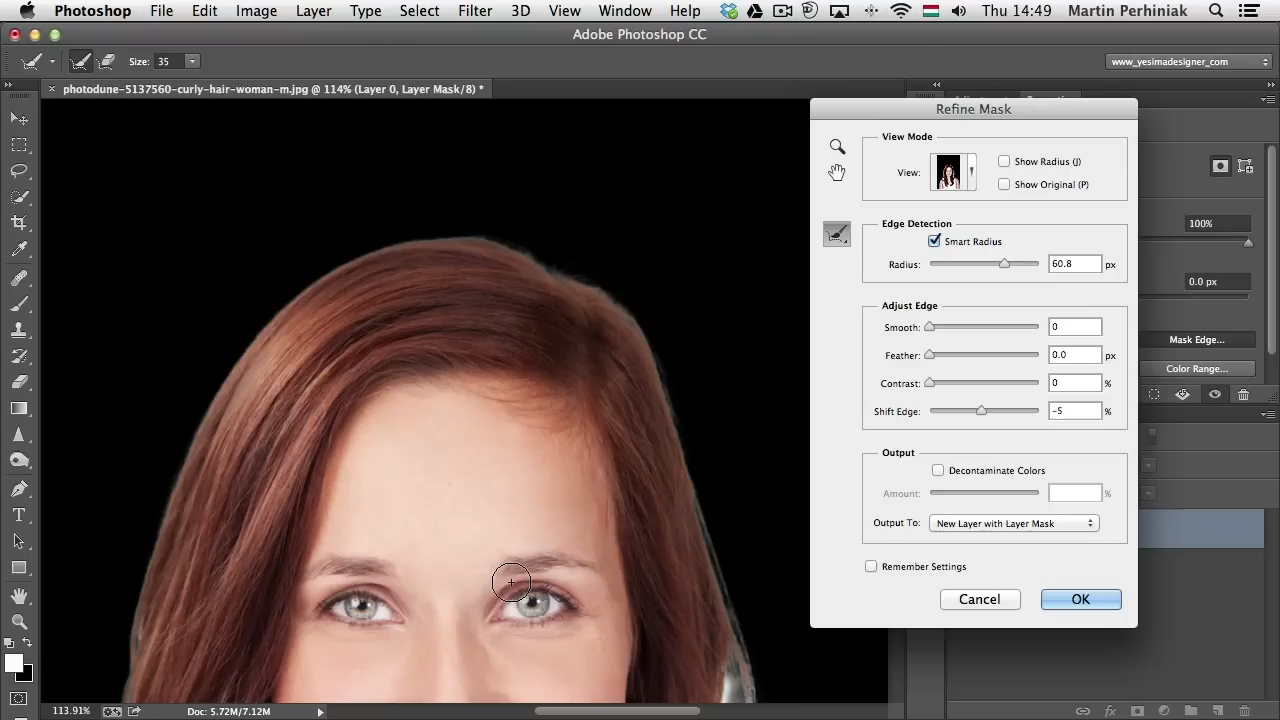 Photoshop File Edit Image Layer Type Select Filter 3D View Window Help Thu 14:49 Martin Perhiniak
Adobe Photoshop CC
Size: 35 www_yesimadesigner_com
photodune-5137560-curly-hair-woman-m.jpg @ 114% (Layer 0, Layer Mask/8) *
Refine Mask
View Mode
View:
Show Radius (J)
Show Original (P)
Edge Detection
Smart Radius
Radius: 60.8 px
Adjust Edge
Smooth: 0
Feather: 0.0 px
Contrast: 0 %
Shift Edge: -5 %
Output
Decontaminate Colors
Amount: %
Output To: New Layer with Layer Mask
Remember Settings
Cancel OK
100%
0.0 px
Mask Edge...
Color Range...
113.91% Doc: 5.72M/7.12M